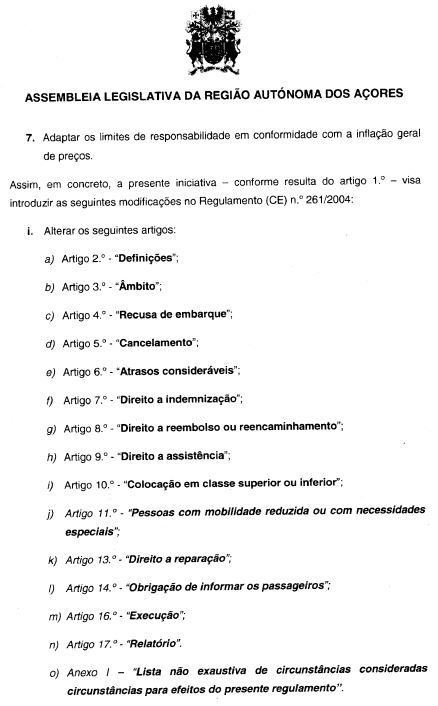 ASSEMBLEIA LEGISLATIVA DA REGIÃO AUTÓNOMA DOS AÇORES
7. Adaptar os limites de responsabilidade em conformidade com a inflação geral
de preços.
Assim, em concreto, a presente iniciativa – conforme resulta do artigo 1.º – visa
introduzir as seguintes modificações no Regulamento (CE) n.º 261/2004:
i. Alterar os seguintes artigos:
a) Artigo 2.º - “Definições”;
b) Artigo 3.º - “Âmbito”;
c) Artigo 4.º - “Recusa de embarque”;
d) Artigo 5.º - “Cancelamento”;
e) Artigo 6.º - “Atrasos consideráveis”;
f) Artigo 7.º - “Direito a indemnização”;
g) Artigo 8.º - “Direito a reembolso ou reencaminhamento”;
h) Artigo 9.º - “Direito a assistência”;
i) Artigo 10.º - “Colocação em classe superior ou inferior”;
j) Artigo 11.º - “Pessoas com mobilidade reduzida ou com necessidades
especiais”;
k) Artigo 13.º - “Direito a reparação”;
l) Artigo 14.º - “Obrigação de informar os passageiros”;
m) Artigo 16.º - “Execução”;
n) Artigo 17.º - “Relatório”.
o) Anexo I – “Lista não exaustiva de circunstâncias consideradas
circunstâncias para efeitos do presente regulamento”.